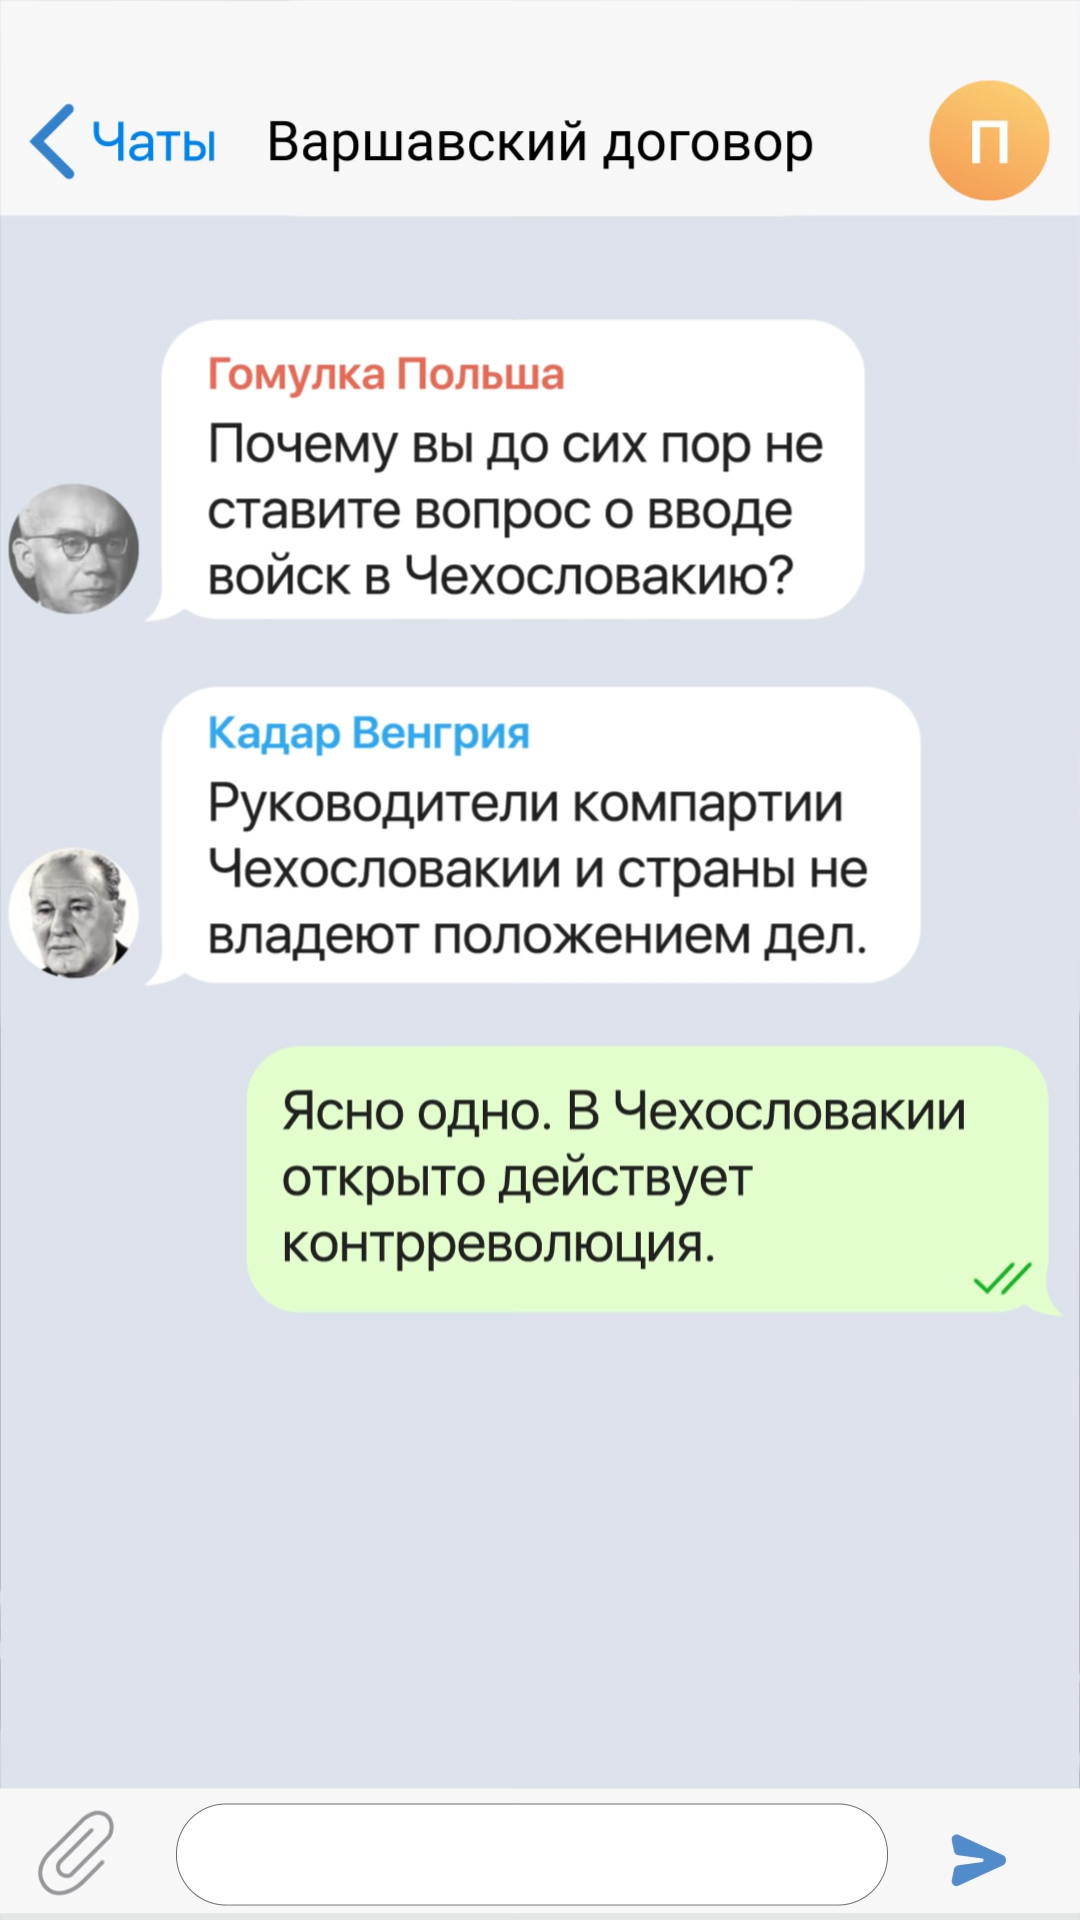 Чаты Варшавский договор П
Гомулка Польша
Почему вы до сих пор не
ставите вопрос о вводе
войск в Чехословакию?
Кадар Венгрия
Руководители компартии
Чехословакии и страны не
владеют положением дел.
Ясно одно. В Чехословакии
открыто действует
контрреволюция.